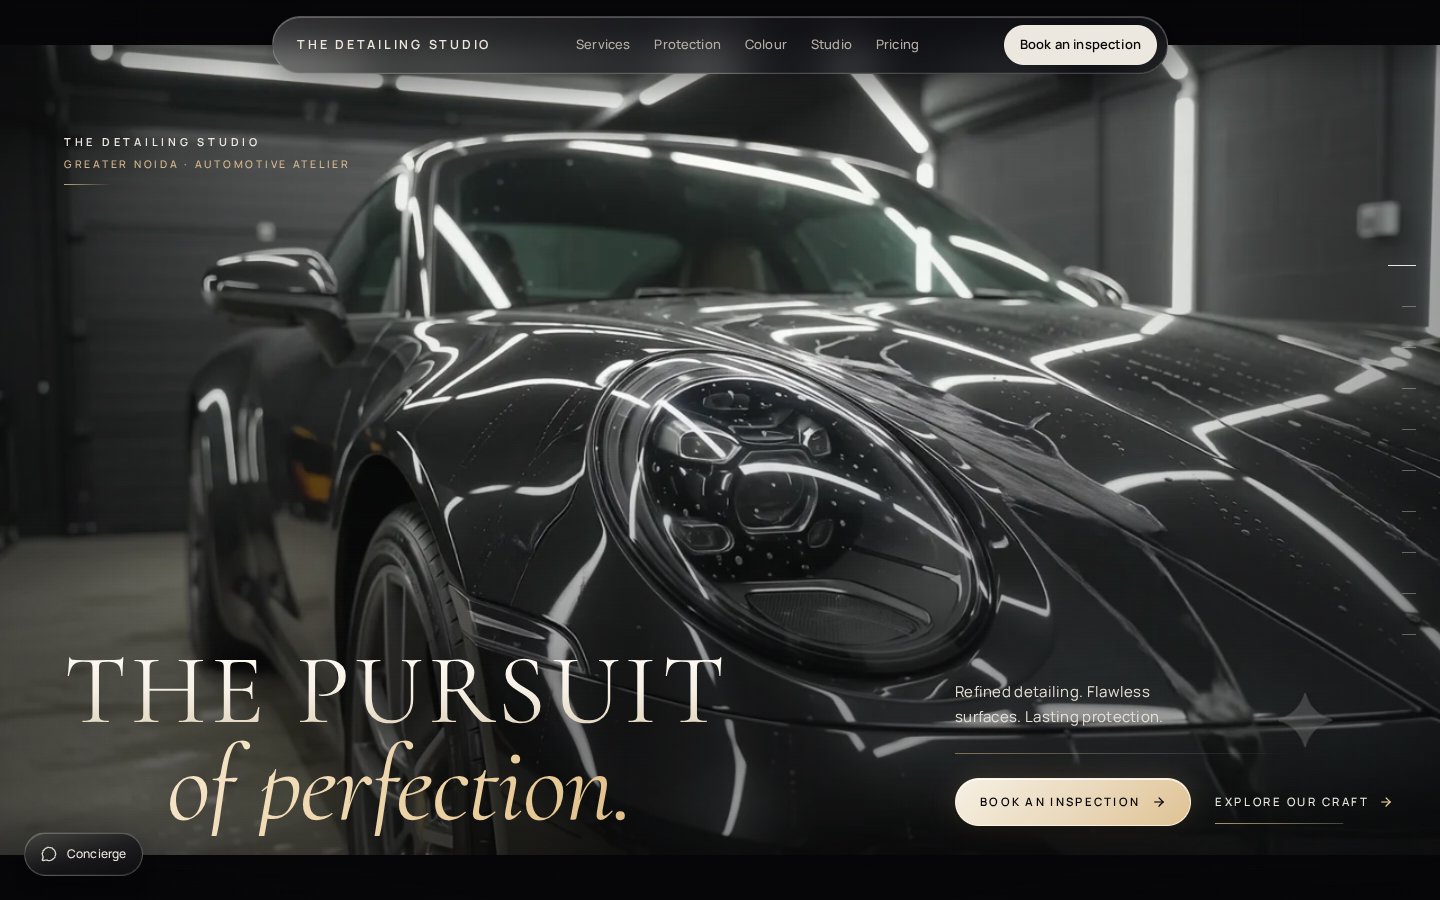 THE DETAILING STUDIO
Services
Protection
Colour
Studio
Pricing
Book an inspection
THE DETAILING STUDIO
GREATER NOIDA · AUTOMOTIVE ATELIER
THE PURSUIT
of perfection.
Refined detailing. Flawless
surfaces. Lasting protection.
BOOK AN INSPECTION →
EXPLORE OUR CRAFT →
Concierge